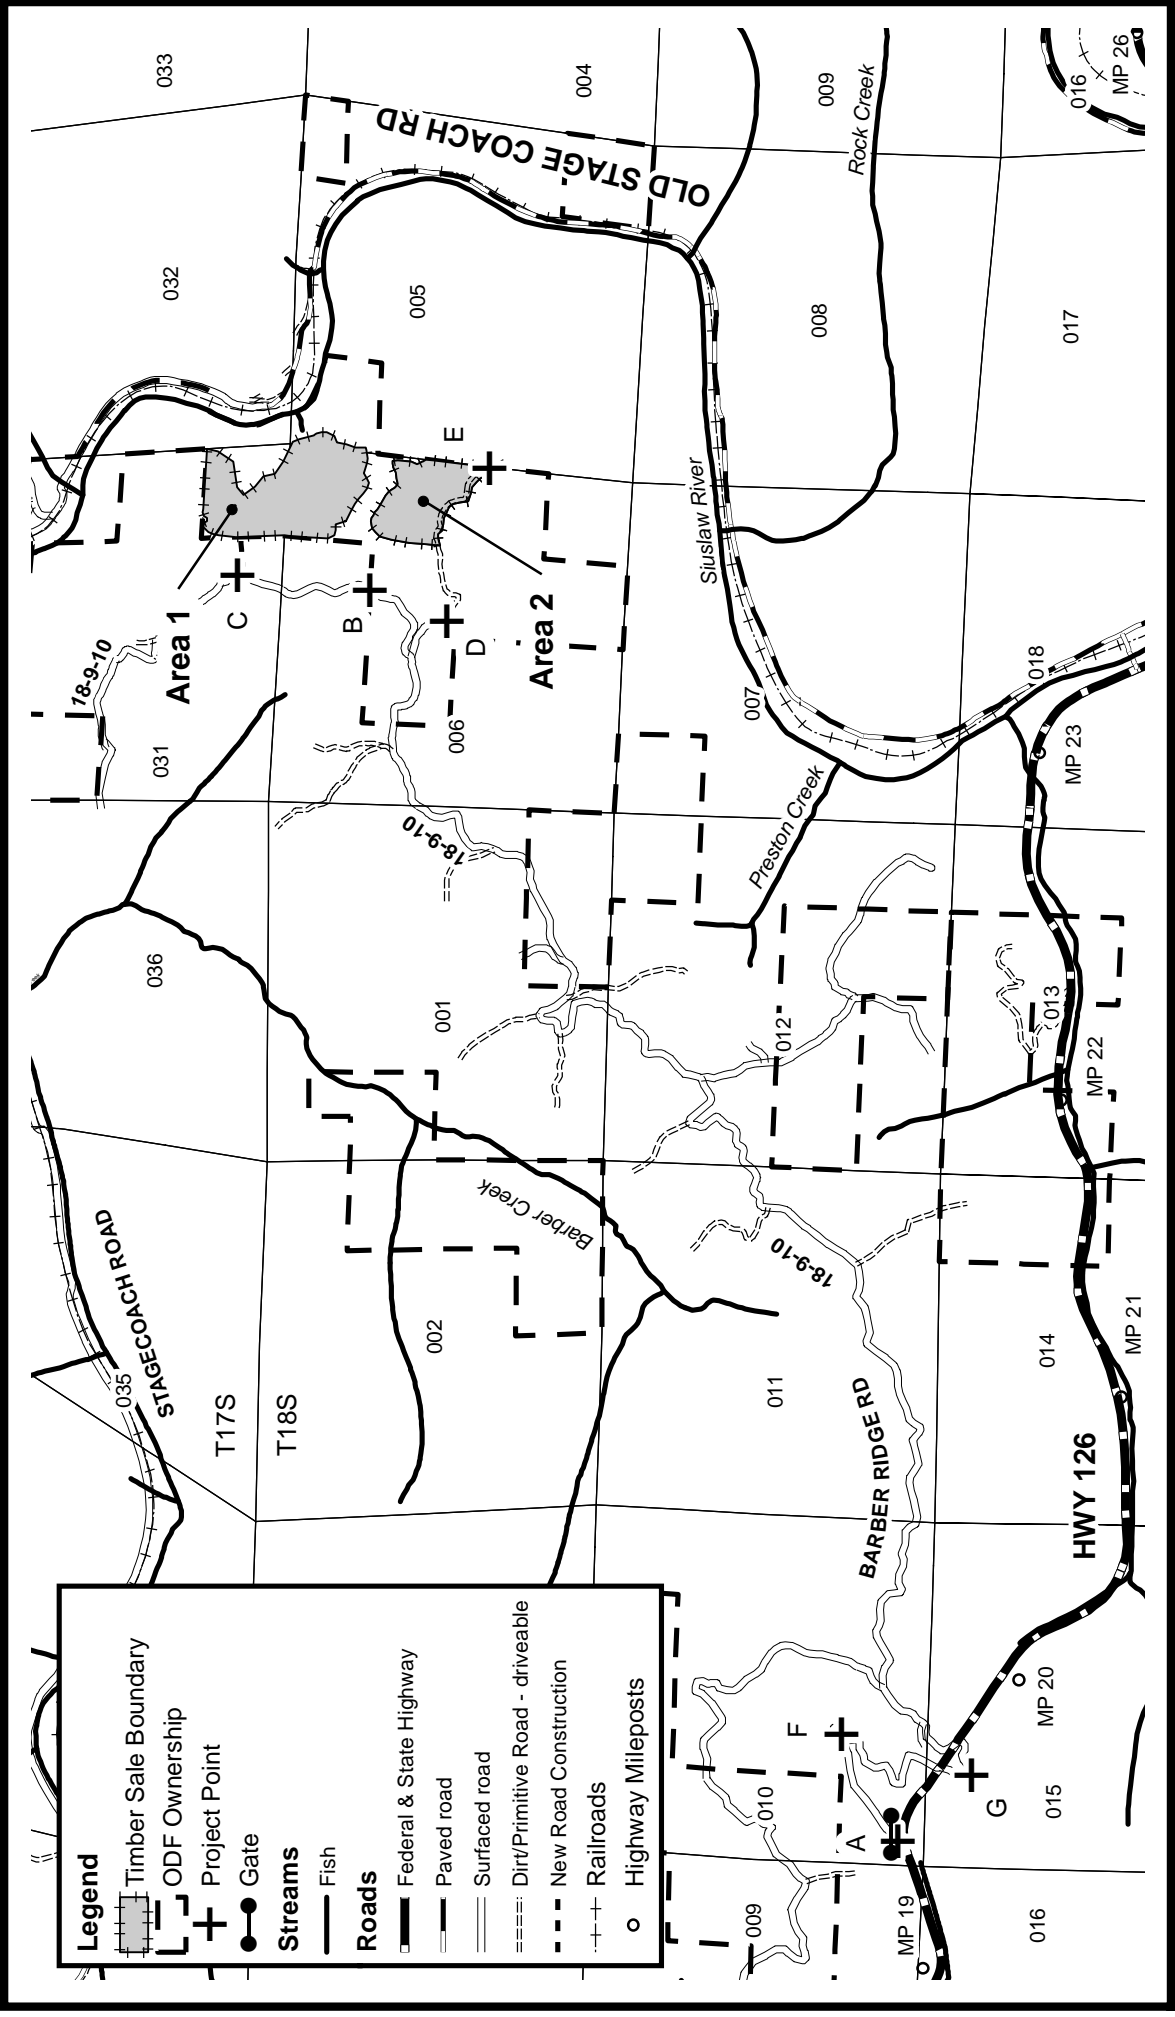 Legend
Timber Sale Boundary
ODF Ownership
Project Point
Gate
Streams
Fish
Roads
Federal & State Highway
Paved road
Surfaced road
Dirt/Primitive Road - driveable
New Road Construction
Railroads
Highway Mileposts
035
STAGECOACH ROAD
T17S
T18S
036
031
18-9-10
032
033
Area 1
C
B
D
E
Area 2
OLD STAGE COACH RD
002
Barber Creek
001
18-9-10
006
005
004
Siuslaw River
009
010
011
18-9-10
012
Preston Creek
007
008
009
Rock Creek
BARBER RIDGE RD
F
A
G
MP 19
016
015
MP 20
HWY 126
014
MP 21
013
MP 22
MP 23
018
017
016
MP 26